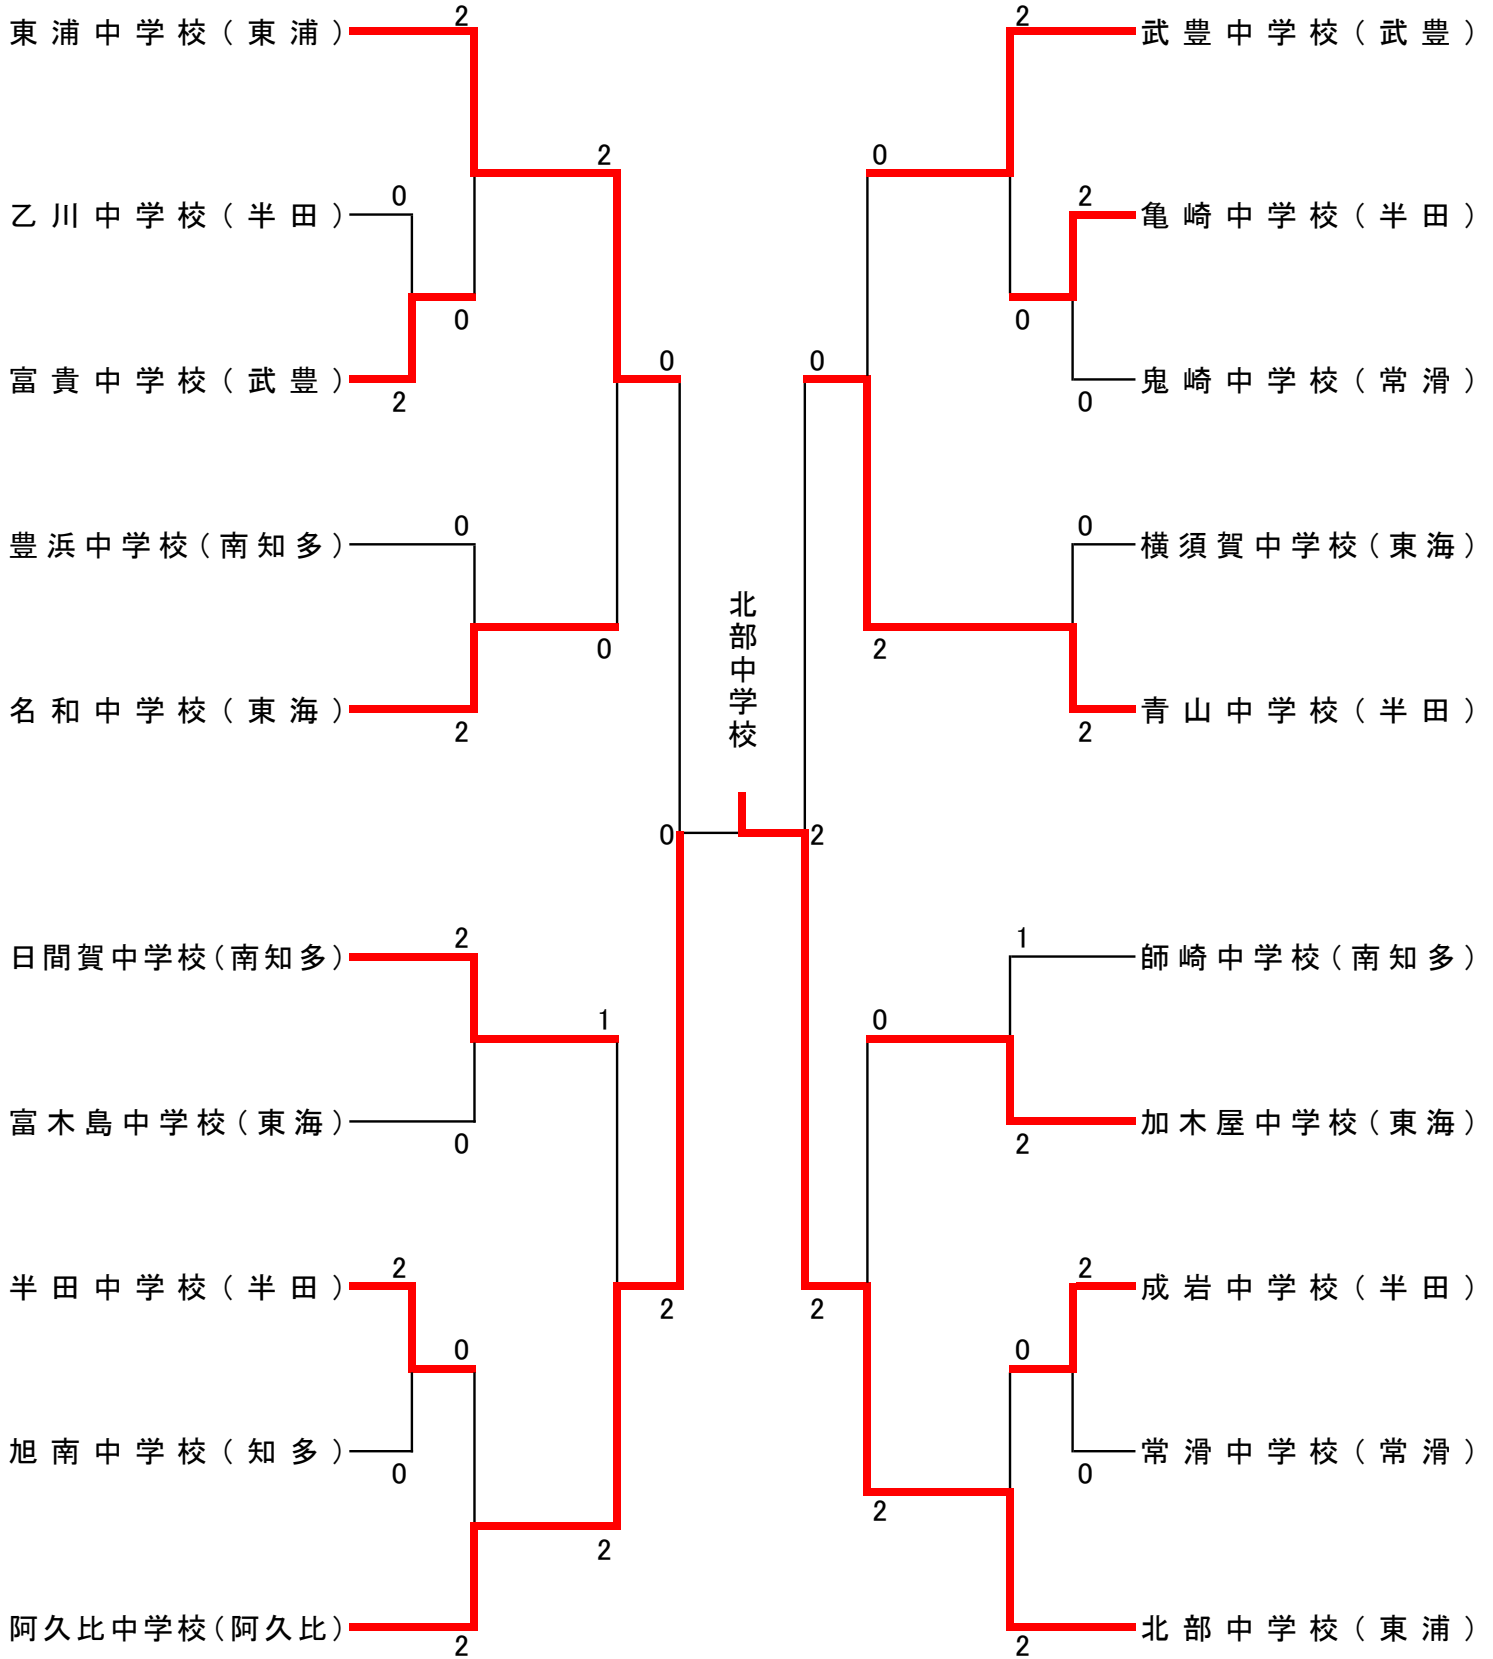 東浦中学校(東浦)
2
2
武豊中学校(武豊)
2
0
乙川中学校(半田)
0
2
亀崎中学校(半田)
0
0
富貴中学校(武豊)
2
0
0
0
鬼崎中学校(常滑)
豊浜中学校(南知多)
0
0
横須賀中学校(東海)
北部中学校
0
2
名和中学校(東海)
2
2
青山中学校(半田)
0
2
日間賀中学校(南知多)
2
1
師崎中学校(南知多)
1
0
富木島中学校(東海)
0
2
加木屋中学校(東海)
半田中学校(半田)
2
2
2
2
成岩中学校(半田)
0
0
旭南中学校(知多)
0
0
常滑中学校(常滑)
2
2
阿久比中学校(阿久比)
2
2
北部中学校(東浦)